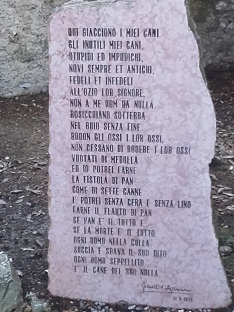 QUI GIACCIONO I MIEI CANI
GLI INUTILI MIEI CANI,
STUPIDI ED IMPUDICHI,
NOVI SEMPRE ET ANTICHI,
FEDELI ET INFEDELI
ALL'OZIO LOR SIGNORE,
NON A ME UOM DA NULLA
ROSICCHIANO SOTTERRA
NEL BUIO SENZA FINE
RODON GLI OSSI I LOR OSSI,
NON CESSANO DI RODERE I LOR OSSI
VUOTATI DI MEDULLA
ED IO POTREI FARNE
LA FISTOLA DI PAN
COME DI SETTE CANNE
I' POTREI SENZA CERA E SENZA LINO
FARNE IL FLAUTO DI PAN
SE PAN È IL TUTTO E
SE LA MORTE È IL TUTTO
OGNI UOMO NELLA CULLA
SUCCIA E SBAVA IL SUO DITO
OGNI UOMO SEPPELLITO
È IL CANE DEL SUO NULLA